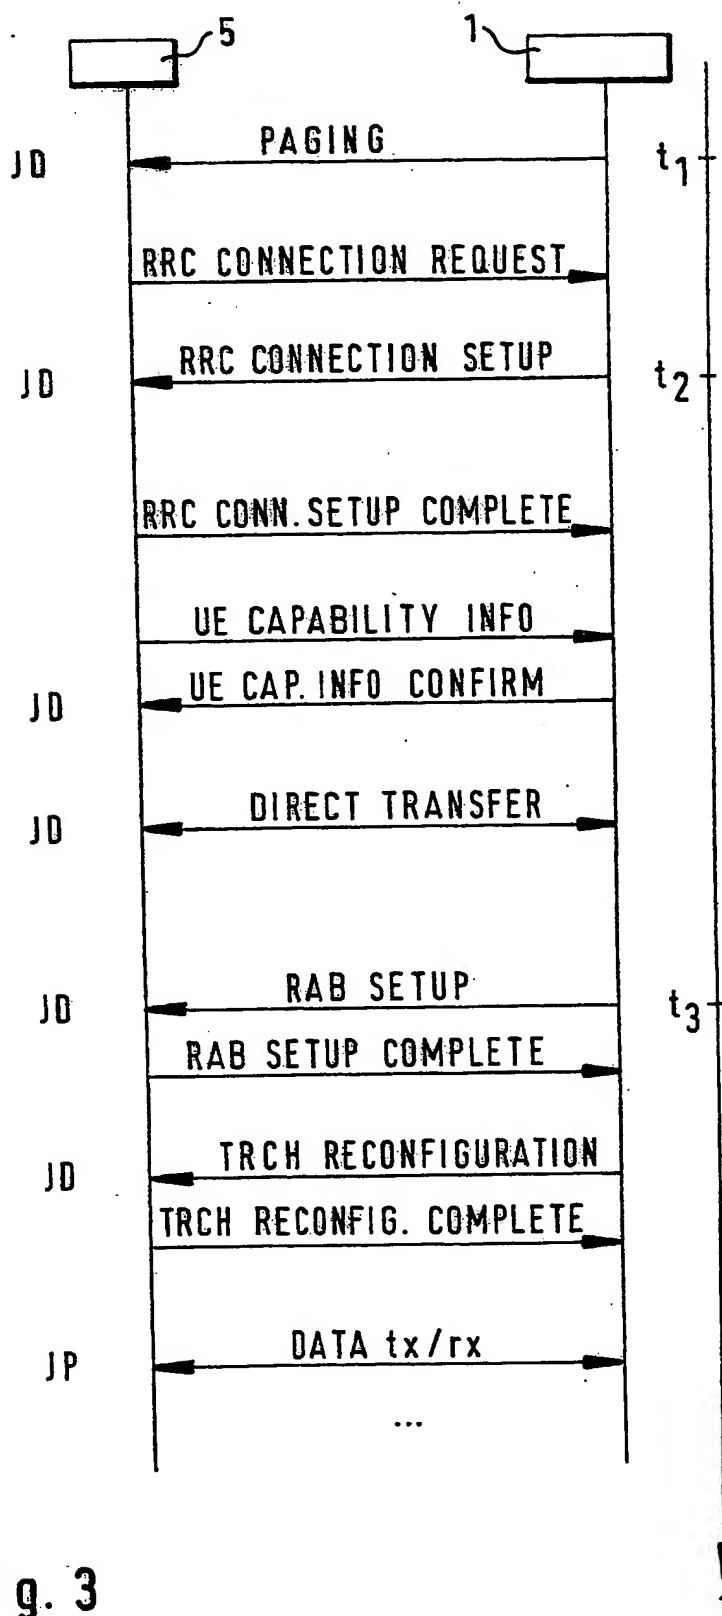 5 1
PAGING
JD t1
RRC CONNECTION REQUEST
RRC CONNECTION SETUP
JD t2
RRC CONN. SETUP COMPLETE
UE CAPABILITY INFO
UE CAP. INFO CONFIRM
JD
DIRECT TRANSFER
JD
RAB SETUP
JD t3
RAB SETUP COMPLETE
TRCH RECONFIGURATION
JD
TRCH RECONFIG. COMPLETE
DATA tx/rx
JP
...
g. 3